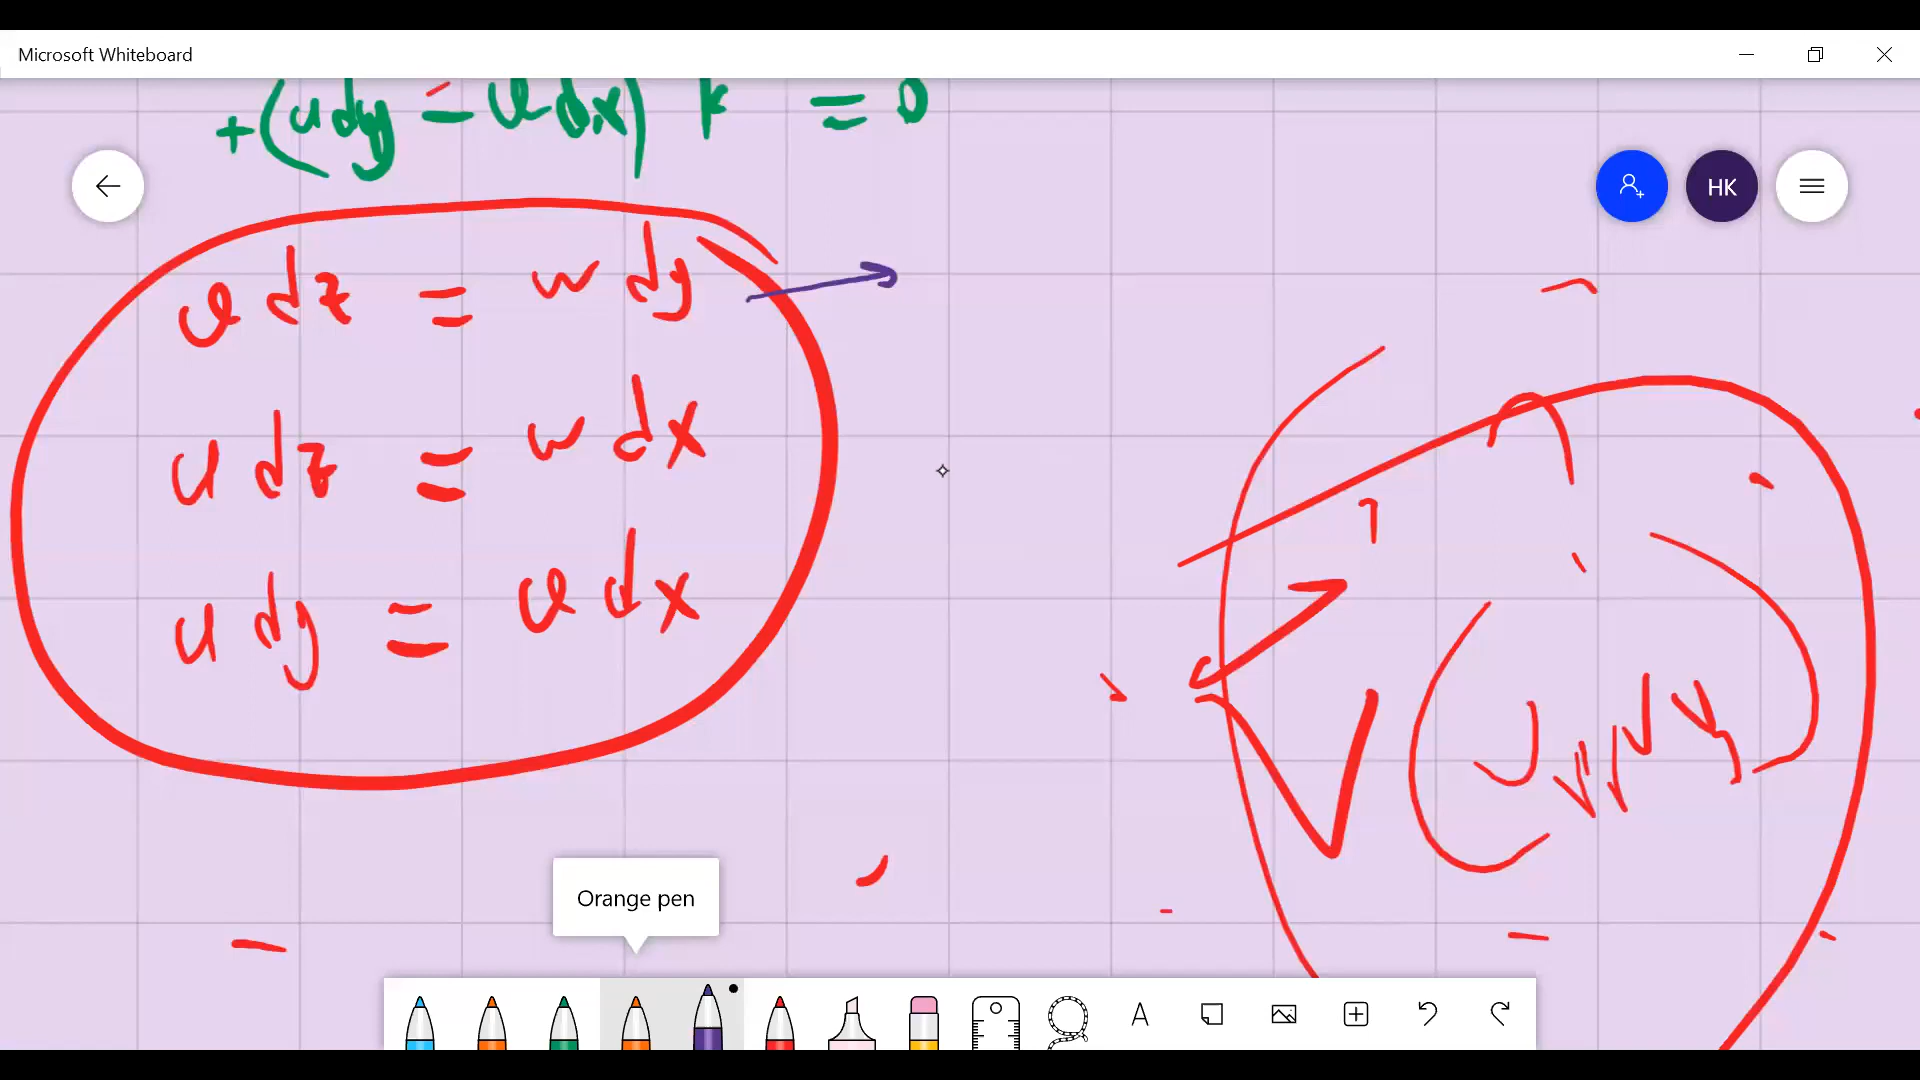 Microsoft Whiteboard
+(udy - vdx) k = 0
HK
v dz = w dy
u dz = w dx
u dy = v dx
Orange pen